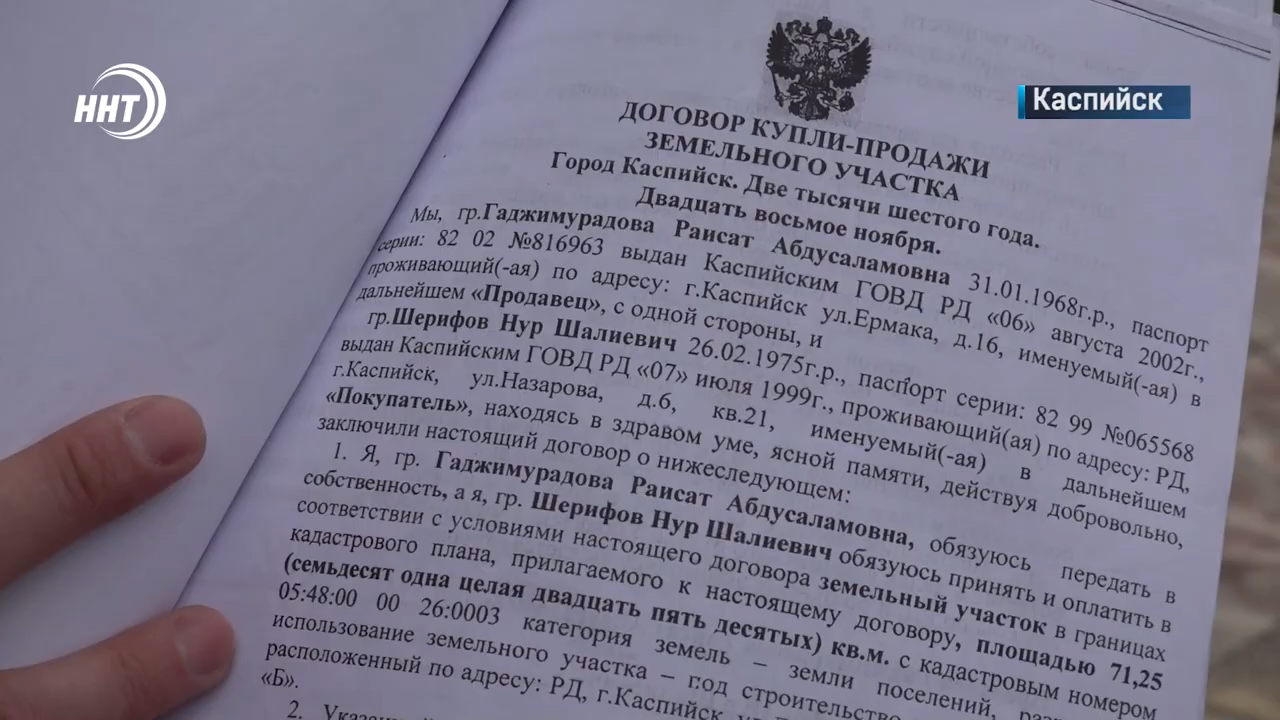 ННТ
Каспийск
ДОГОВОР КУПЛИ-ПРОДАЖИ
ЗЕМЕЛЬНОГО УЧАСТКА
Город Каспийск. Две тысячи шестого года.
Двадцать восьмое ноября.
Мы, гр.Гаджимурадова Раисат Абдусаламовна 31.01.1968г.р., паспорт
серии: 82 02 №816963 выдан Каспийским ГОВД РД «06» августа 2002г.,
проживающий(-ая) по адресу: г.Каспийск ул.Ермака, д.16, именуемый(-ая) в
дальнейшем «Продавец», с одной стороны, и
гр.Шерифов Нур Шалиевич 26.02.1975г.р., паспорт серии: 82 99 №065568
выдан Каспийским ГОВД РД «07» июля 1999г., проживающий(ая) по адресу: РД,
г.Каспийск, ул.Назарова, д.6, кв.21, именуемый(-ая) в дальнейшем
«Покупатель», находясь в здравом уме, ясной памяти, действуя добровольно,
заключили настоящий договор о нижеследующем:
1. Я, гр. Гаджимурадова Раисат Абдусаламовна, обязуюсь передать в
собственность, а я, гр. Шерифов Нур Шалиевич обязуюсь принять и оплатить в
соответствии с условиями настоящего договора земельный участок в границах
кадастрового плана, прилагаемого к настоящему договору, площадью 71,25
(семьдесят одна целая двадцать пять десятых) кв.м. с кадастровым номером
05:48:00 00 26:0003 категория земель – земли поселений,
использование земельного участка – под строительство
расположенный по адресу: РД, г.Каспийск
«Б».
2.